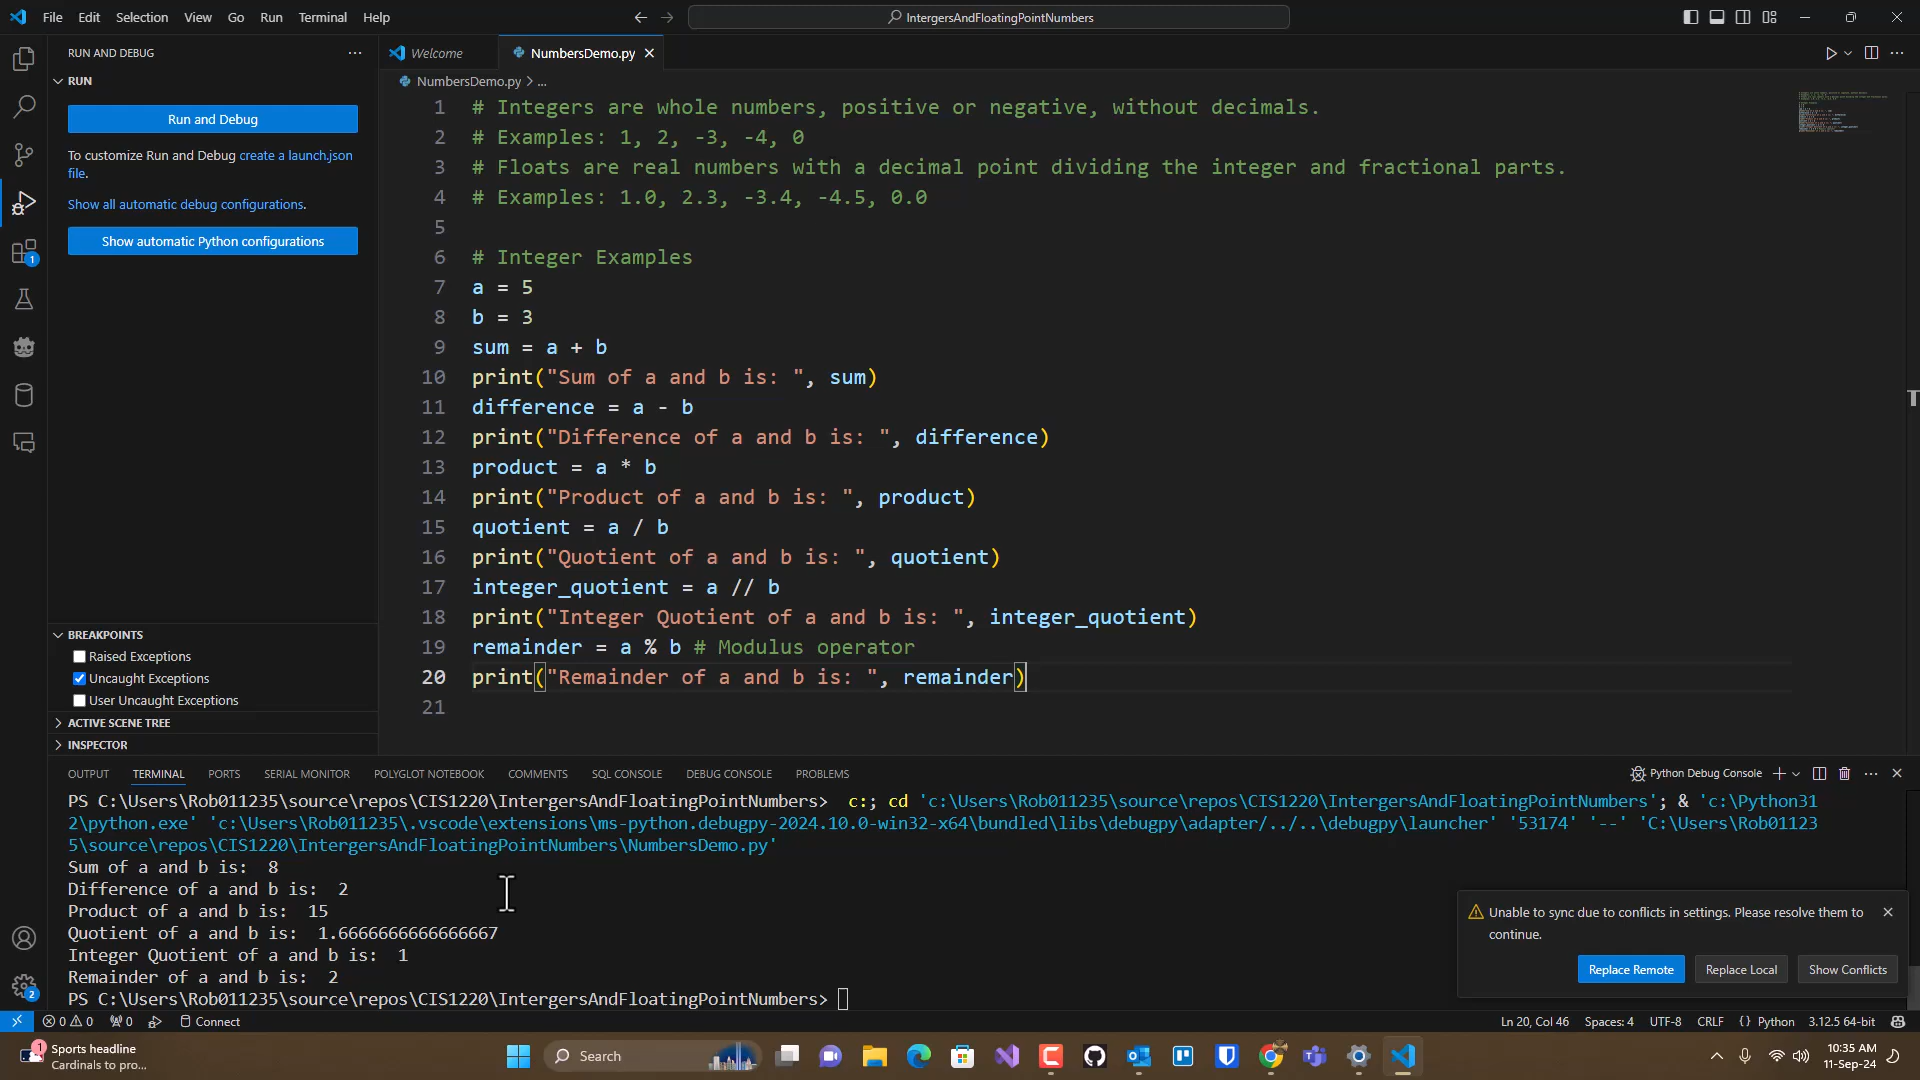 File Edit Selection View Go Run Terminal Help
IntergersAndFloatingPointNumbers
RUN AND DEBUG
RUN
Run and Debug
To customize Run and Debug create a launch.json
file.
Show all automatic debug configurations.
Show automatic Python configurations
1
BREAKPOINTS
Raised Exceptions
Uncaught Exceptions
User Uncaught Exceptions
ACTIVE SCENE TREE
INSPECTOR
Welcome NumbersDemo.py
NumbersDemo.py > ...
1 # Integers are whole numbers, positive or negative, without decimals.
2 # Examples: 1, 2, -3, -4, 0
3 # Floats are real numbers with a decimal point dividing the integer and fractional parts.
4 # Examples: 1.0, 2.3, -3.4, -4.5, 0.0
5
6 # Integer Examples
7 a = 5
8 b = 3
9 sum = a + b
10 print("Sum of a and b is: ", sum)
11 difference = a - b
12 print("Difference of a and b is: ", difference)
13 product = a * b
14 print("Product of a and b is: ", product)
15 quotient = a / b
16 print("Quotient of a and b is: ", quotient)
17 integer_quotient = a // b
18 print("Integer Quotient of a and b is: ", integer_quotient)
19 remainder = a % b # Modulus operator
20 print("Remainder of a and b is: ", remainder)
21
OUTPUT TERMINAL PORTS SERIAL MONITOR POLYGLOT NOTEBOOK COMMENTS SQL CONSOLE DEBUG CONSOLE PROBLEMS
Python Debug Console
PS C:\Users\Rob011235\source\repos\CIS1220\IntergersAndFloatingPointNumbers>  c:; cd 'c:\Users\Rob011235\source\repos\CIS1220\IntergersAndFloatingPointNumbers'; & 'c:\Python31
2\python.exe' 'c:\Users\Rob011235\.vscode\extensions\ms-python.debugpy-2024.10.0-win32-x64\bundled\libs\debugpy\adapter/../..\debugpy\launcher' '53174' '--' 'C:\Users\Rob01123
5\source\repos\CIS1220\IntergersAndFloatingPointNumbers\NumbersDemo.py'
Sum of a and b is:  8
Difference of a and b is:  2
Product of a and b is:  15
Quotient of a and b is:  1.6666666666666667
Integer Quotient of a and b is:  1
Remainder of a and b is:  2
PS C:\Users\Rob011235\source\repos\CIS1220\IntergersAndFloatingPointNumbers>
Unable to sync due to conflicts in settings. Please resolve them to
continue.
Replace Remote Replace Local Show Conflicts
2
0 0 0 Connect
Ln 20, Col 46 Spaces: 4 UTF-8 CRLF {} Python 3.12.5 64-bit
1
Sports headline
Cardinals to pro...
Search
10:35 AM
11-Sep-24